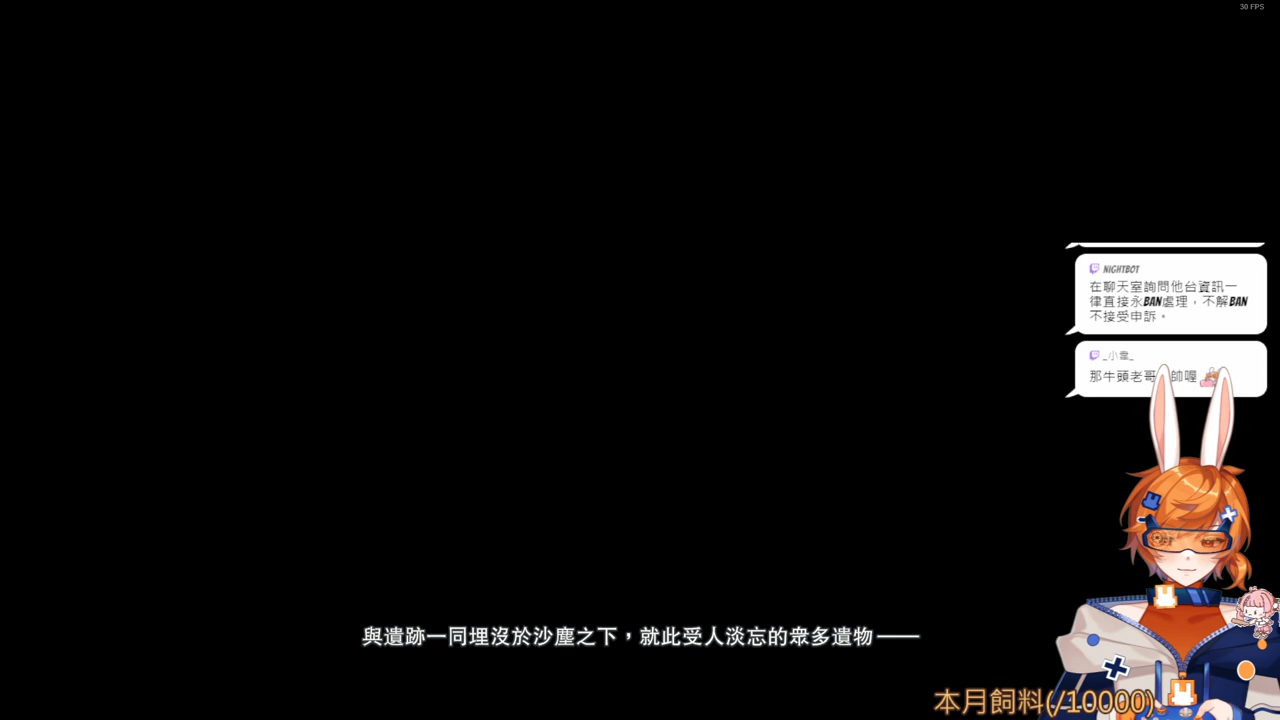 30 FPS
NIGHTBOT
在聊天室詢問他台資訊一
律直接永BAN處理，不解BAN
不接受申訴。
_小韋_
那牛頭老哥 帥喔
與遺跡一同埋沒於沙塵之下，就此受人淡忘的眾多遺物——
本月飼料(/10000)